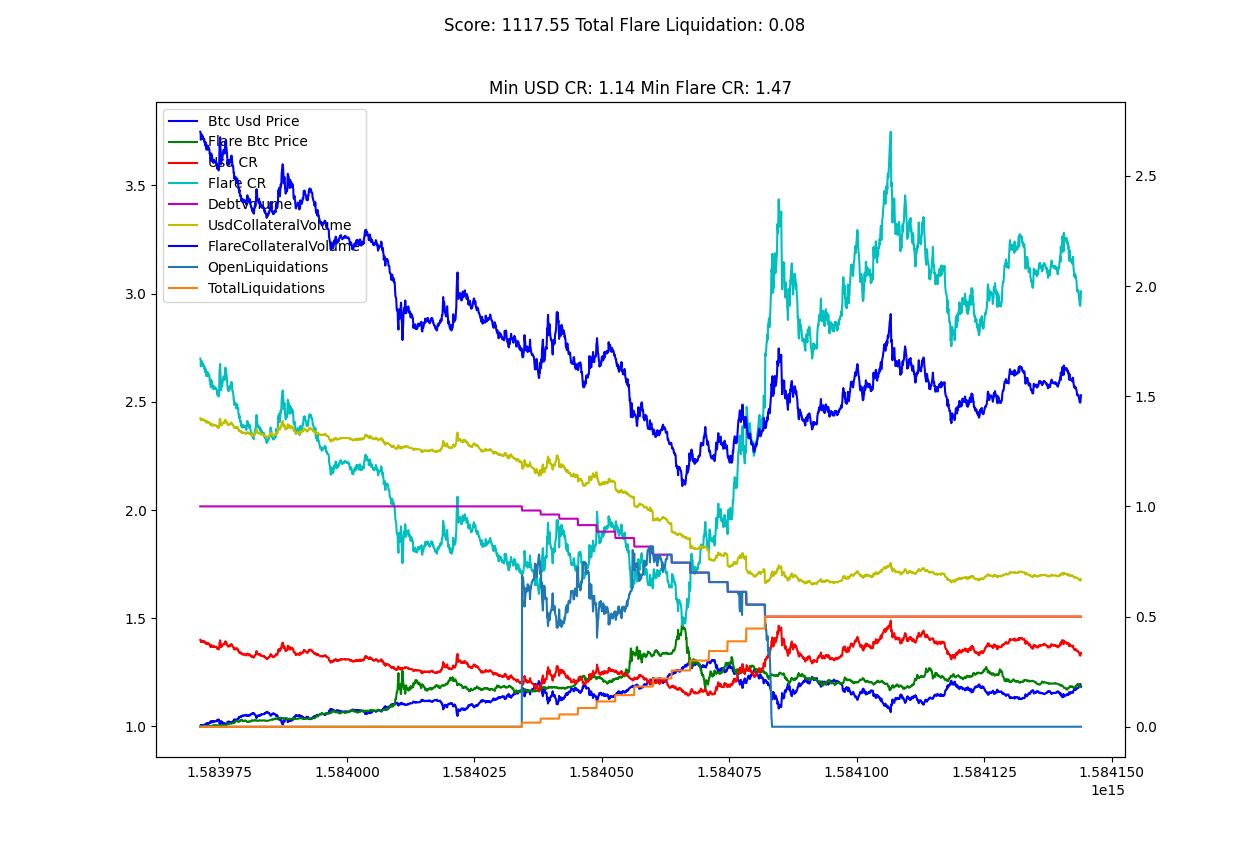 Score: 1117.55 Total Flare Liquidation: 0.08
Min USD CR: 1.14 Min Flare CR: 1.47
Btc Usd Price
Flare Btc Price
Usd CR
Flare CR
DebtVolume
UsdCollateralVolume
FlareCollateralVolume
OpenLiquidations
TotalLiquidations
3.5
3.0
2.5
2.0
1.5
1.0
2.5
2.0
1.5
1.0
0.5
0.0
1.583975 1.584000 1.584025 1.584050 1.584075 1.584100 1.584125 1.584150
1e15